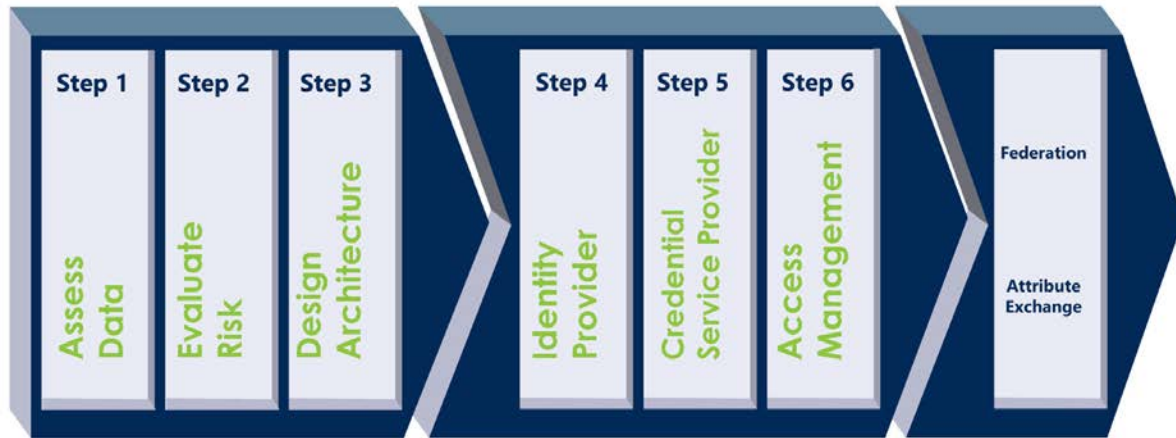 Step 1
Assess
Data
Step 2
Evaluate
Risk
Step 3
Design
Architecture
Step 4
Identity
Provider
Step 5
Credential
Service Provider
Step 6
Access
Management
Federation
Attribute
Exchange